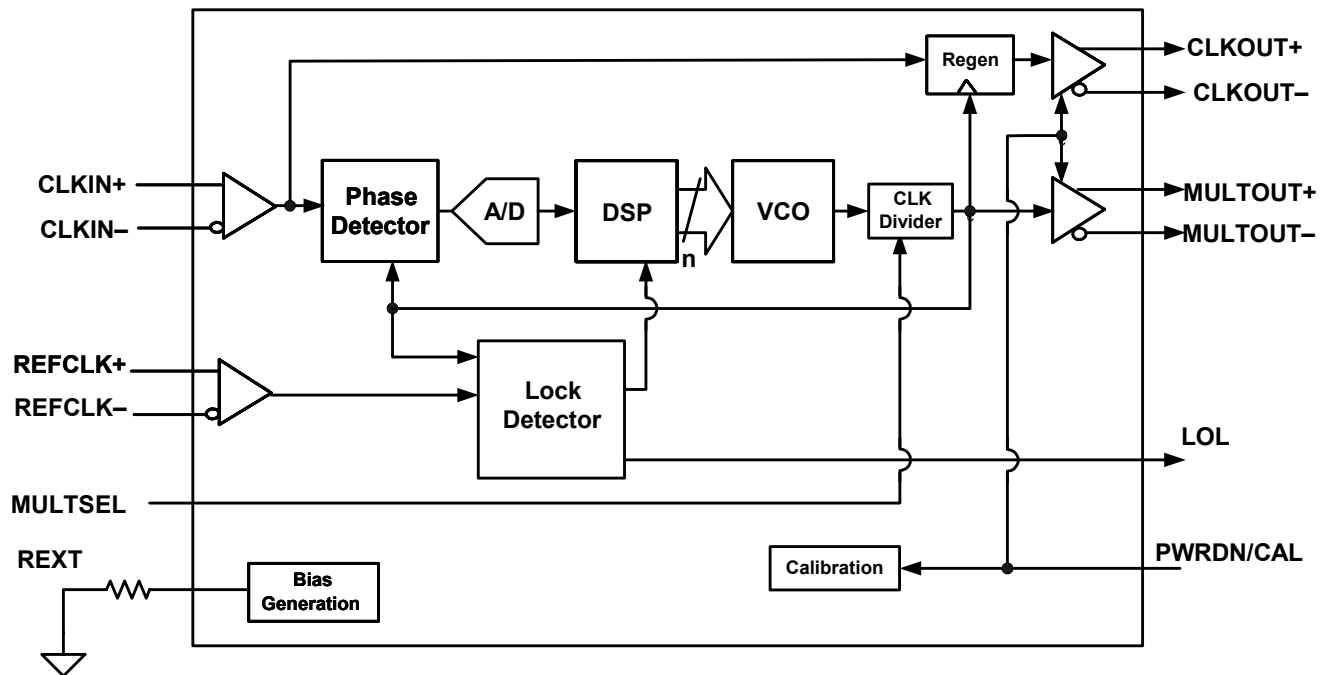 CLKOUT+
Regen
CLKOUT–
CLKIN+
Phase
Detector
A/D
DSP
n
VCO
CLK
Divider
MULTOUT+
CLKIN–
MULTOUT–
REFCLK+
REFCLK–
Lock
Detector
LOL
MULTSEL
REXT
Bias
Generation
Calibration
PWRDN/CAL